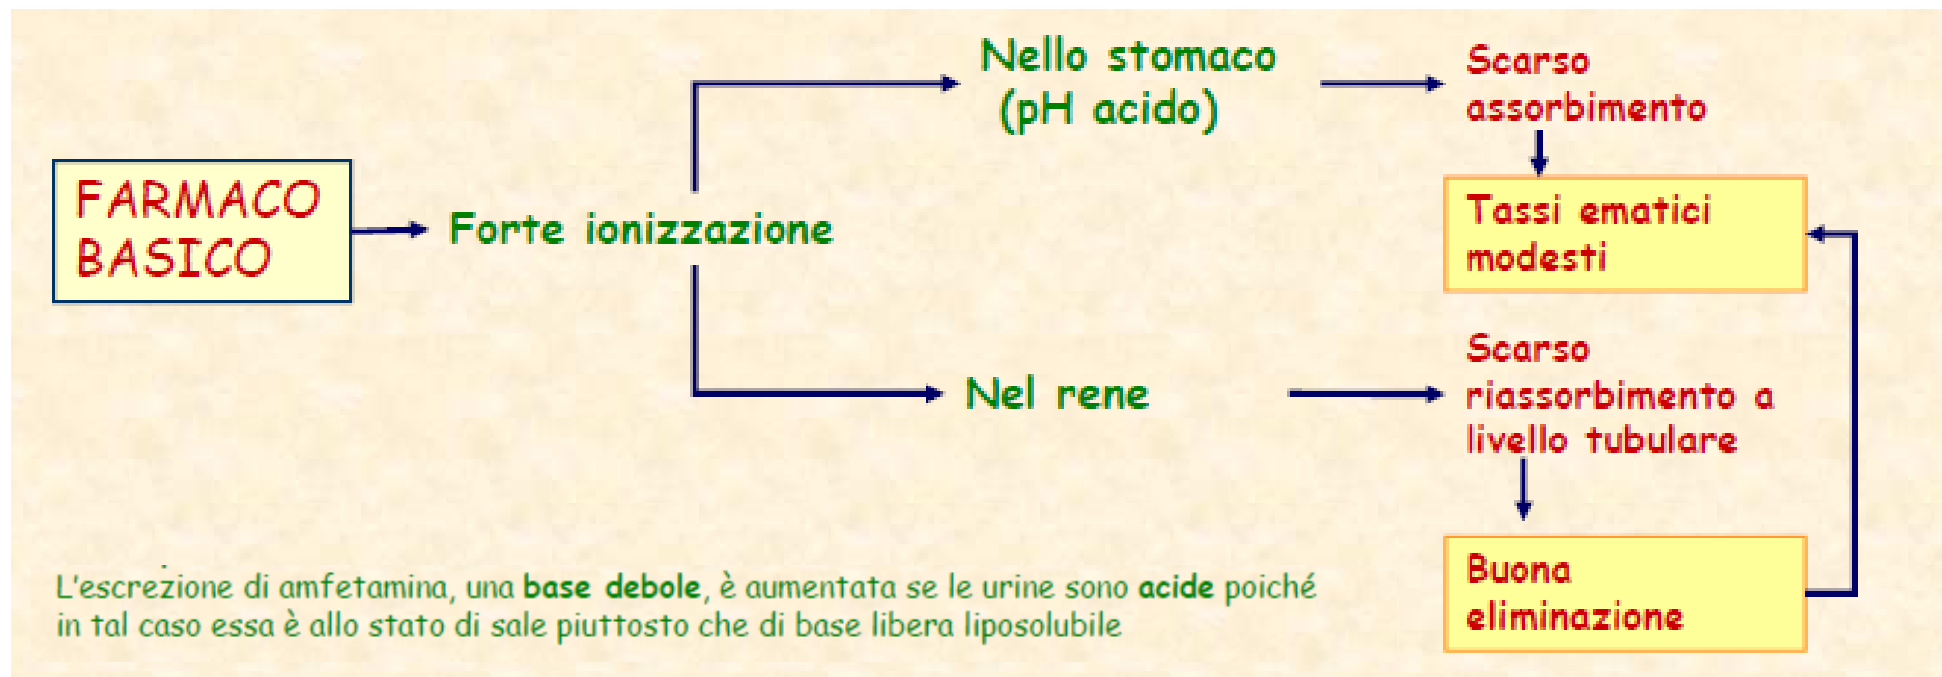 FARMACO
BASICO
Forte ionizzazione
Nello stomaco
(pH acido)
Scarso
assorbimento
Tassi ematici
modesti
Nel rene
Scarso
riassorbimento a
livello tubulare
Buona
eliminazione
L'escrezione di amfetamina, una base debole, è aumentata se le urine sono acide poiché
in tal caso essa è allo stato di sale piuttosto che di base libera liposolubile